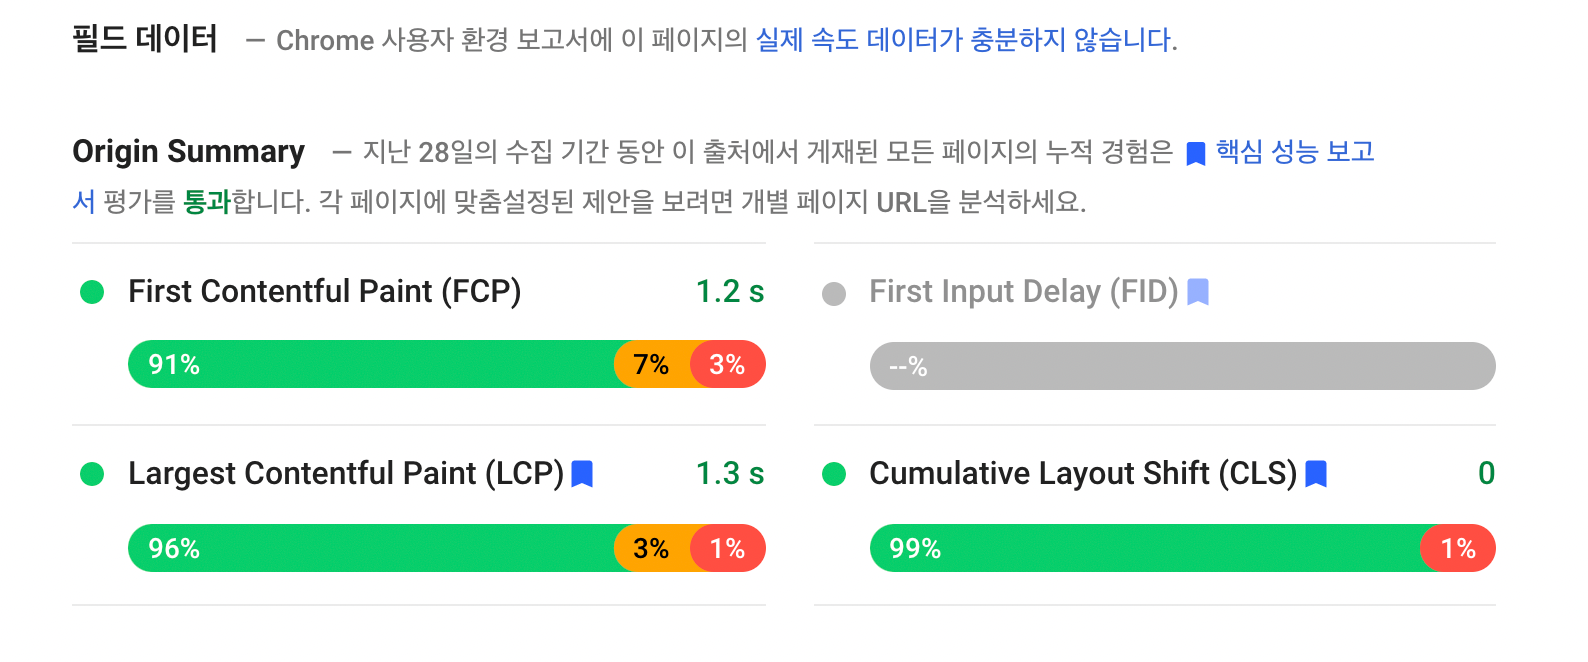 필드 데이터 — Chrome 사용자 환경 보고서에 이 페이지의 실제 속도 데이터가 충분하지 않습니다.
Origin Summary — 지난 28일의 수집 기간 동안 이 출처에서 게재된 모든 페이지의 누적 경험은 핵심 성능 보고
서 평가를 통과합니다. 각 페이지에 맞춤설정된 제안을 보려면 개별 페이지 URL을 분석하세요.
First Contentful Paint (FCP) 1.2 s
91% 7% 3%
First Input Delay (FID)
--%
Largest Contentful Paint (LCP) 1.3 s
96% 3% 1%
Cumulative Layout Shift (CLS) 0
99% 1%